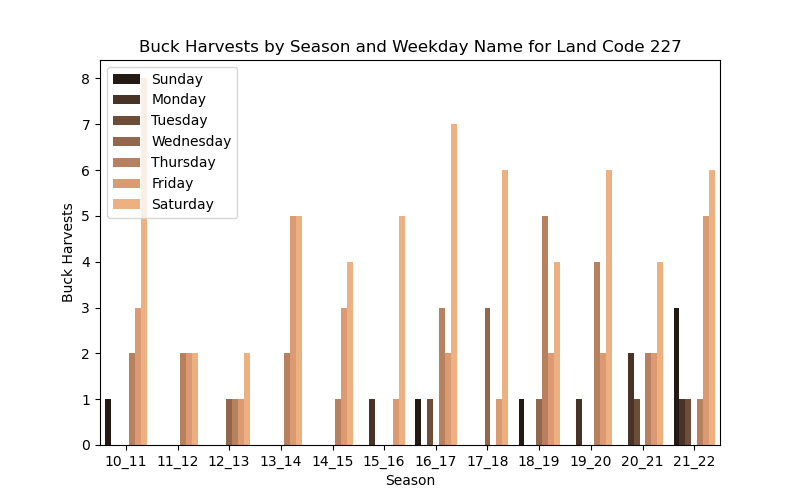 Buck Harvests by Season and Weekday Name for Land Code 227
8
7
6
5
4
3
2
1
0
Buck Harvests
Sunday
Monday
Tuesday
Wednesday
Thursday
Friday
Saturday
10_11 11_12 12_13 13_14 14_15 15_16 16_17 17_18 18_19 19_20 20_21 21_22
Season